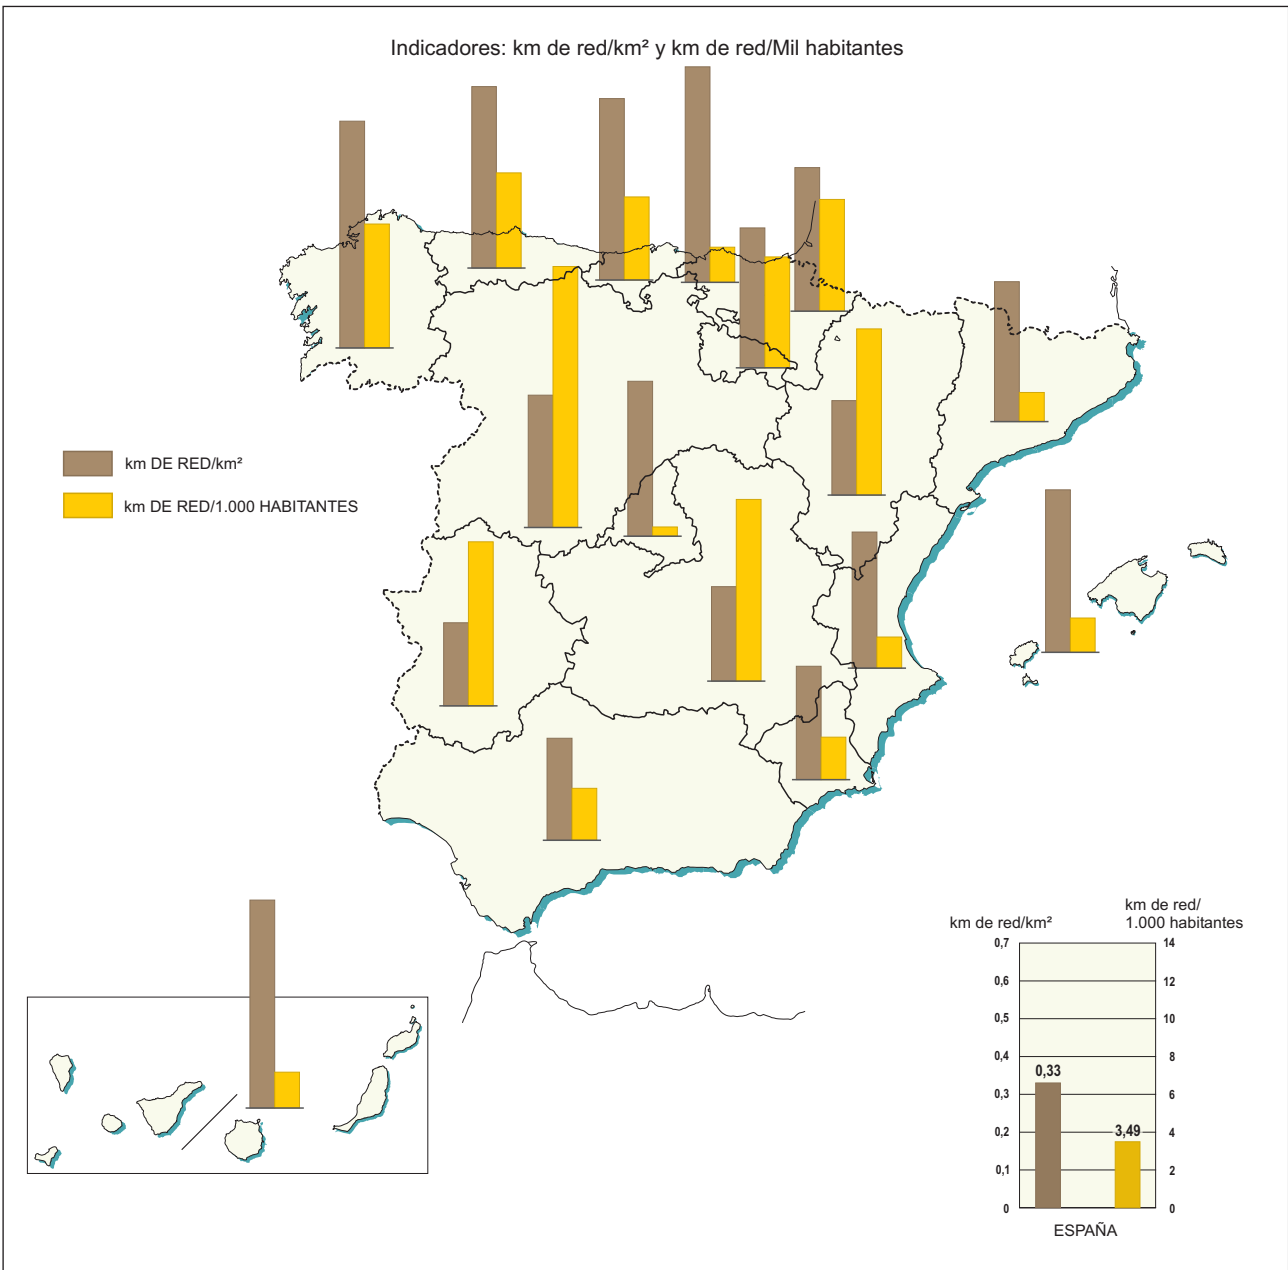 Indicadores: km de red/km² y km de red/Mil habitantes
km DE RED/km²
km DE RED/1.000 HABITANTES
km de red/km²
km de red/
1.000 habitantes
0,7
14
0,6
12
0,5
10
0,4
8
0,33
0,3
6
0,2
3,49
4
0,1
2
0
0
ESPAÑA